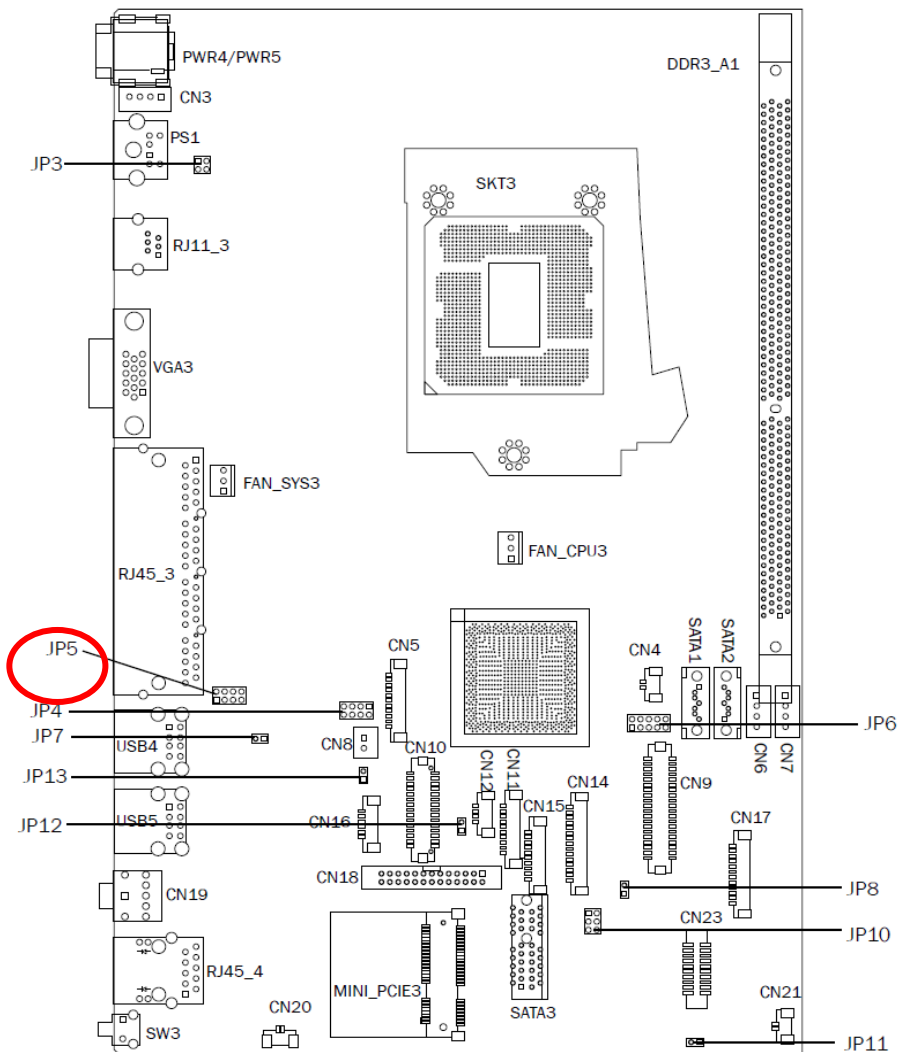 PWR4/PWR5
DDR3_A1
CN3
PS1
JP3
SKT3
RJ11_3
VGA3
FAN_SYS3
FAN_CPU3
RJ45_3
JP5
CN5
CN4
SATA1
SATA2
JP4
JP6
JP7
USB4
CN8
CN10
CN12
CN11
CN14
CN9
CN6
CN7
JP13
CN15
CN17
JP12
USB5
CN16
CN18
CN19
JP8
CN23
JP10
RJ45_4
MINI_PCIE3
SATA3
CN20
CN21
SW3
JP11